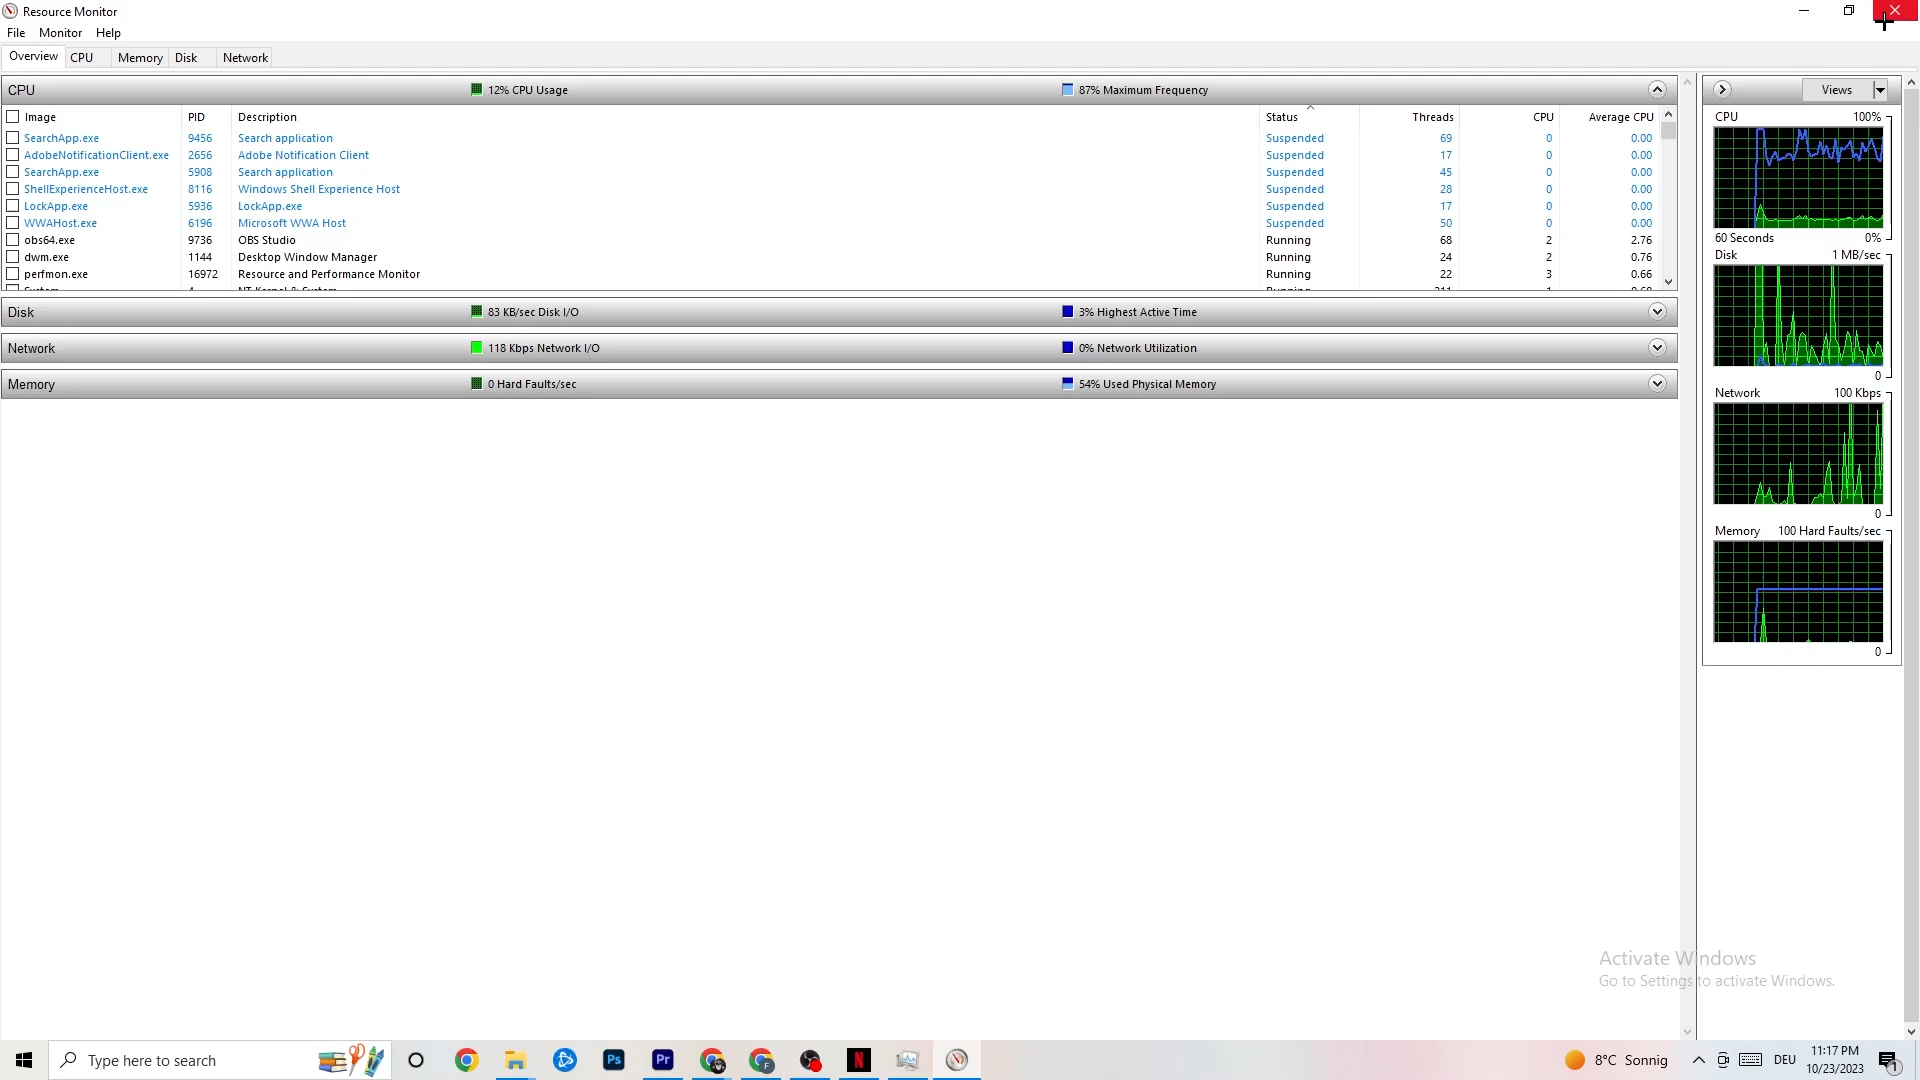 Resource Monitor
File Monitor Help
Overview CPU Memory Disk Network
CPU 12% CPU Usage 87% Maximum Frequency
Image PID Description Status Threads CPU Average CPU
SearchApp.exe 9456 Search application Suspended 69 0 0.00
AdobeNotificationClient.exe 2656 Adobe Notification Client Suspended 17 0 0.00
SearchApp.exe 5908 Search application Suspended 45 0 0.00
ShellExperienceHost.exe 8116 Windows Shell Experience Host Suspended 28 0 0.00
LockApp.exe 5936 LockApp.exe Suspended 17 0 0.00
WWAHost.exe 6196 Microsoft WWA Host Suspended 50 0 0.00
obs64.exe 9736 OBS Studio Running 68 2 2.76
dwm.exe 1144 Desktop Window Manager Running 24 2 0.76
perfmon.exe 16972 Resource and Performance Monitor Running 22 3 0.66
Disk 83 KB/sec Disk I/O 3% Highest Active Time
Network 118 Kbps Network I/O 0% Network Utilization
Memory 0 Hard Faults/sec 54% Used Physical Memory
Views
CPU 100%
60 Seconds 0%
Disk 1 MB/sec
0
Network 100 Kbps
0
Memory 100 Hard Faults/sec
0
Activate Windows
Go to Settings to activate Windows.
Type here to search
Ps
Pr
F
N
8°C Sonnig
DEU
11:17 PM
10/23/2023
1